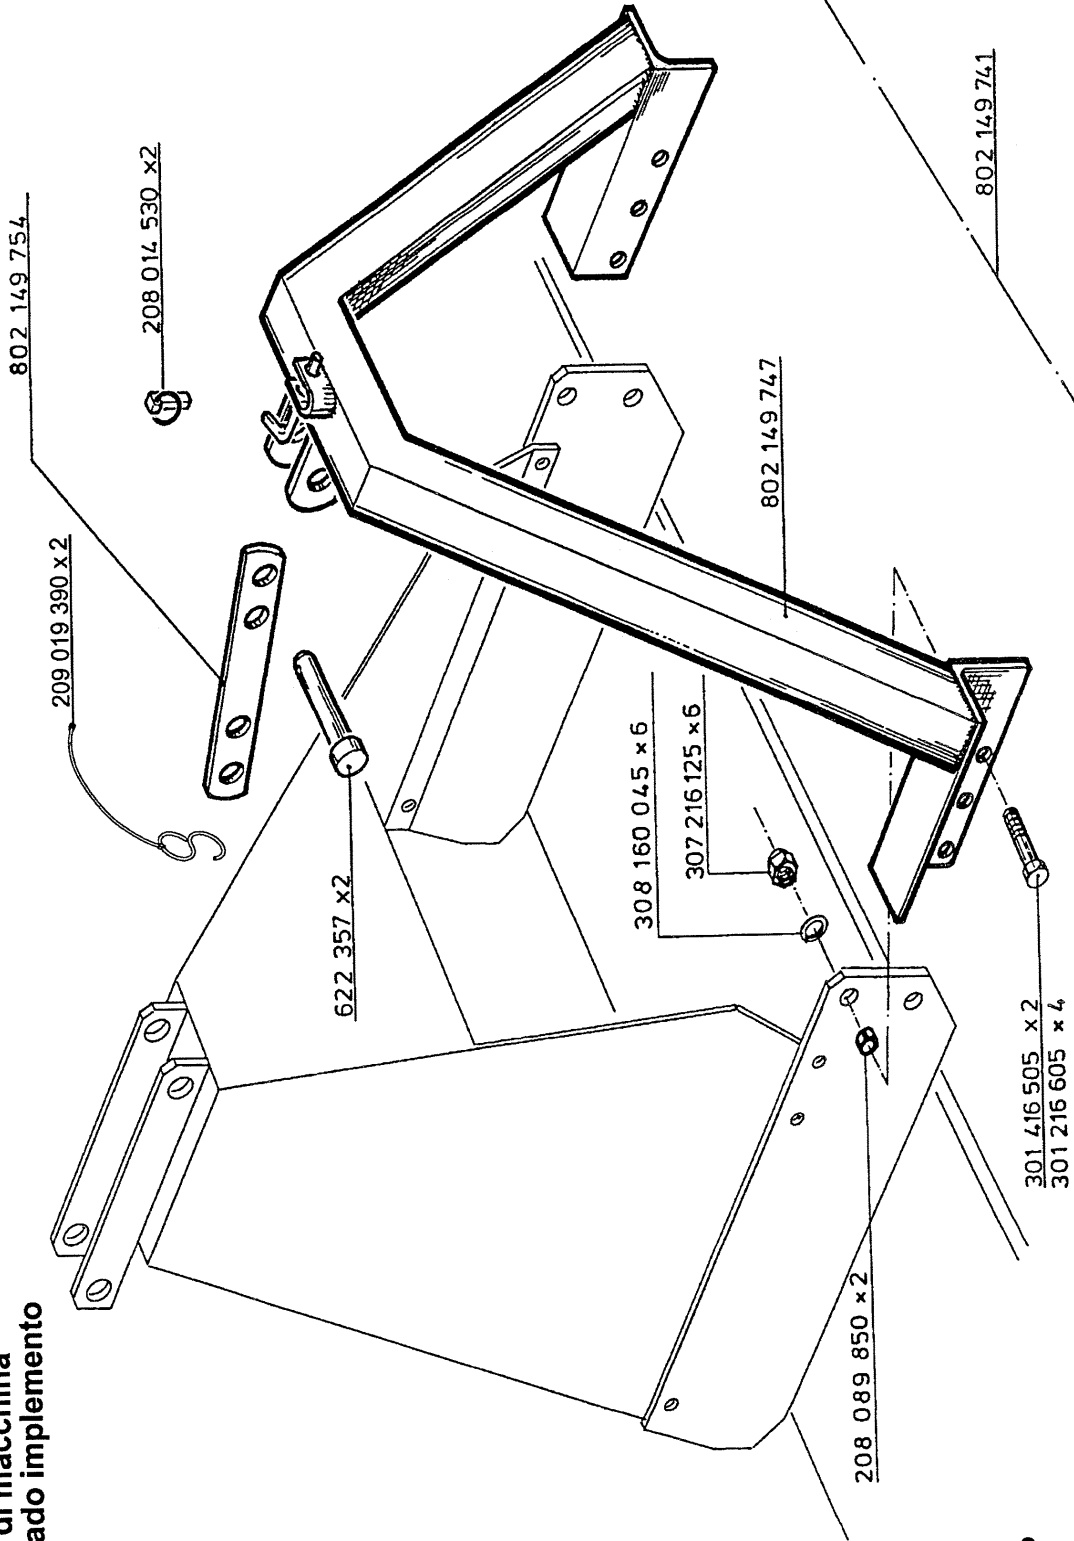 di macchina
ado implemento
802 149 754
208 014 530 x2
209 019 390 x 2
622 357 x2
802 149 741
802 149 747
308 160 045 x 6
307 216 125 x 6
208 089 850 x 2
301 416 505 x 2
301 216 605 x 4